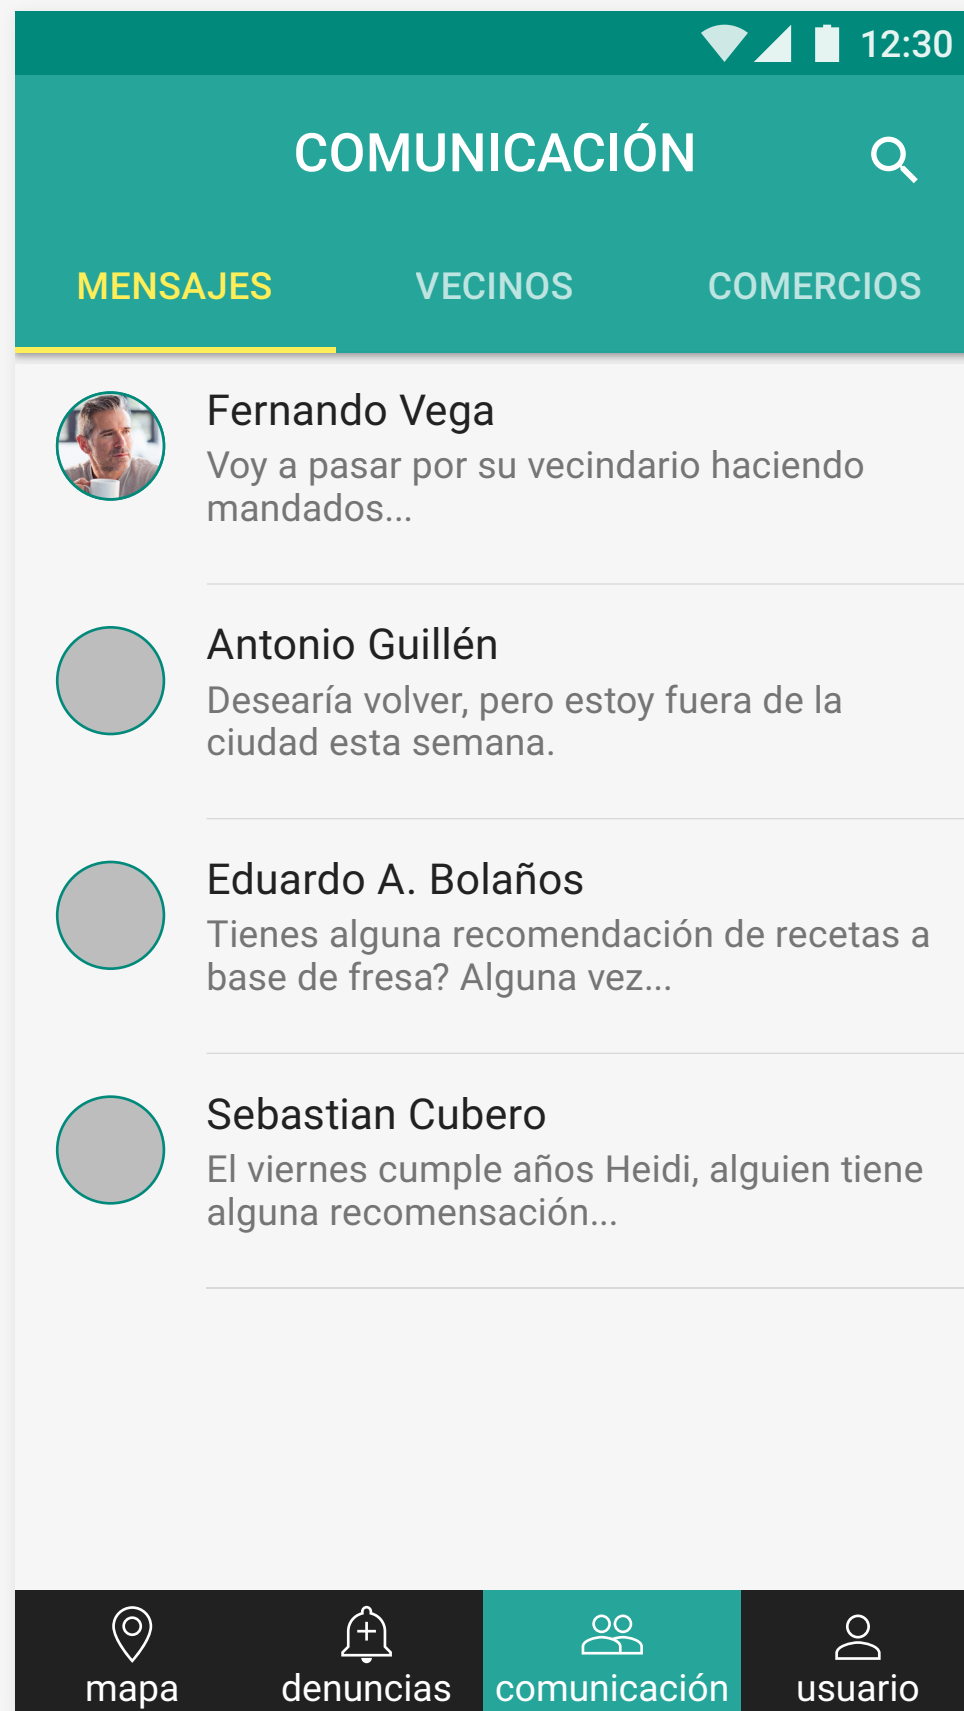 12:30
COMUNICACIÓN
MENSAJES VECINOS COMERCIOS
Fernando Vega
Voy a pasar por su vecindario haciendo
mandados...
Antonio Guillén
Desearía volver, pero estoy fuera de la
ciudad esta semana.
Eduardo A. Bolaños
Tienes alguna recomendación de recetas a
base de fresa? Alguna vez...
Sebastian Cubero
El viernes cumple años Heidi, alguien tiene
alguna recomensación...
mapa denuncias comunicación usuario